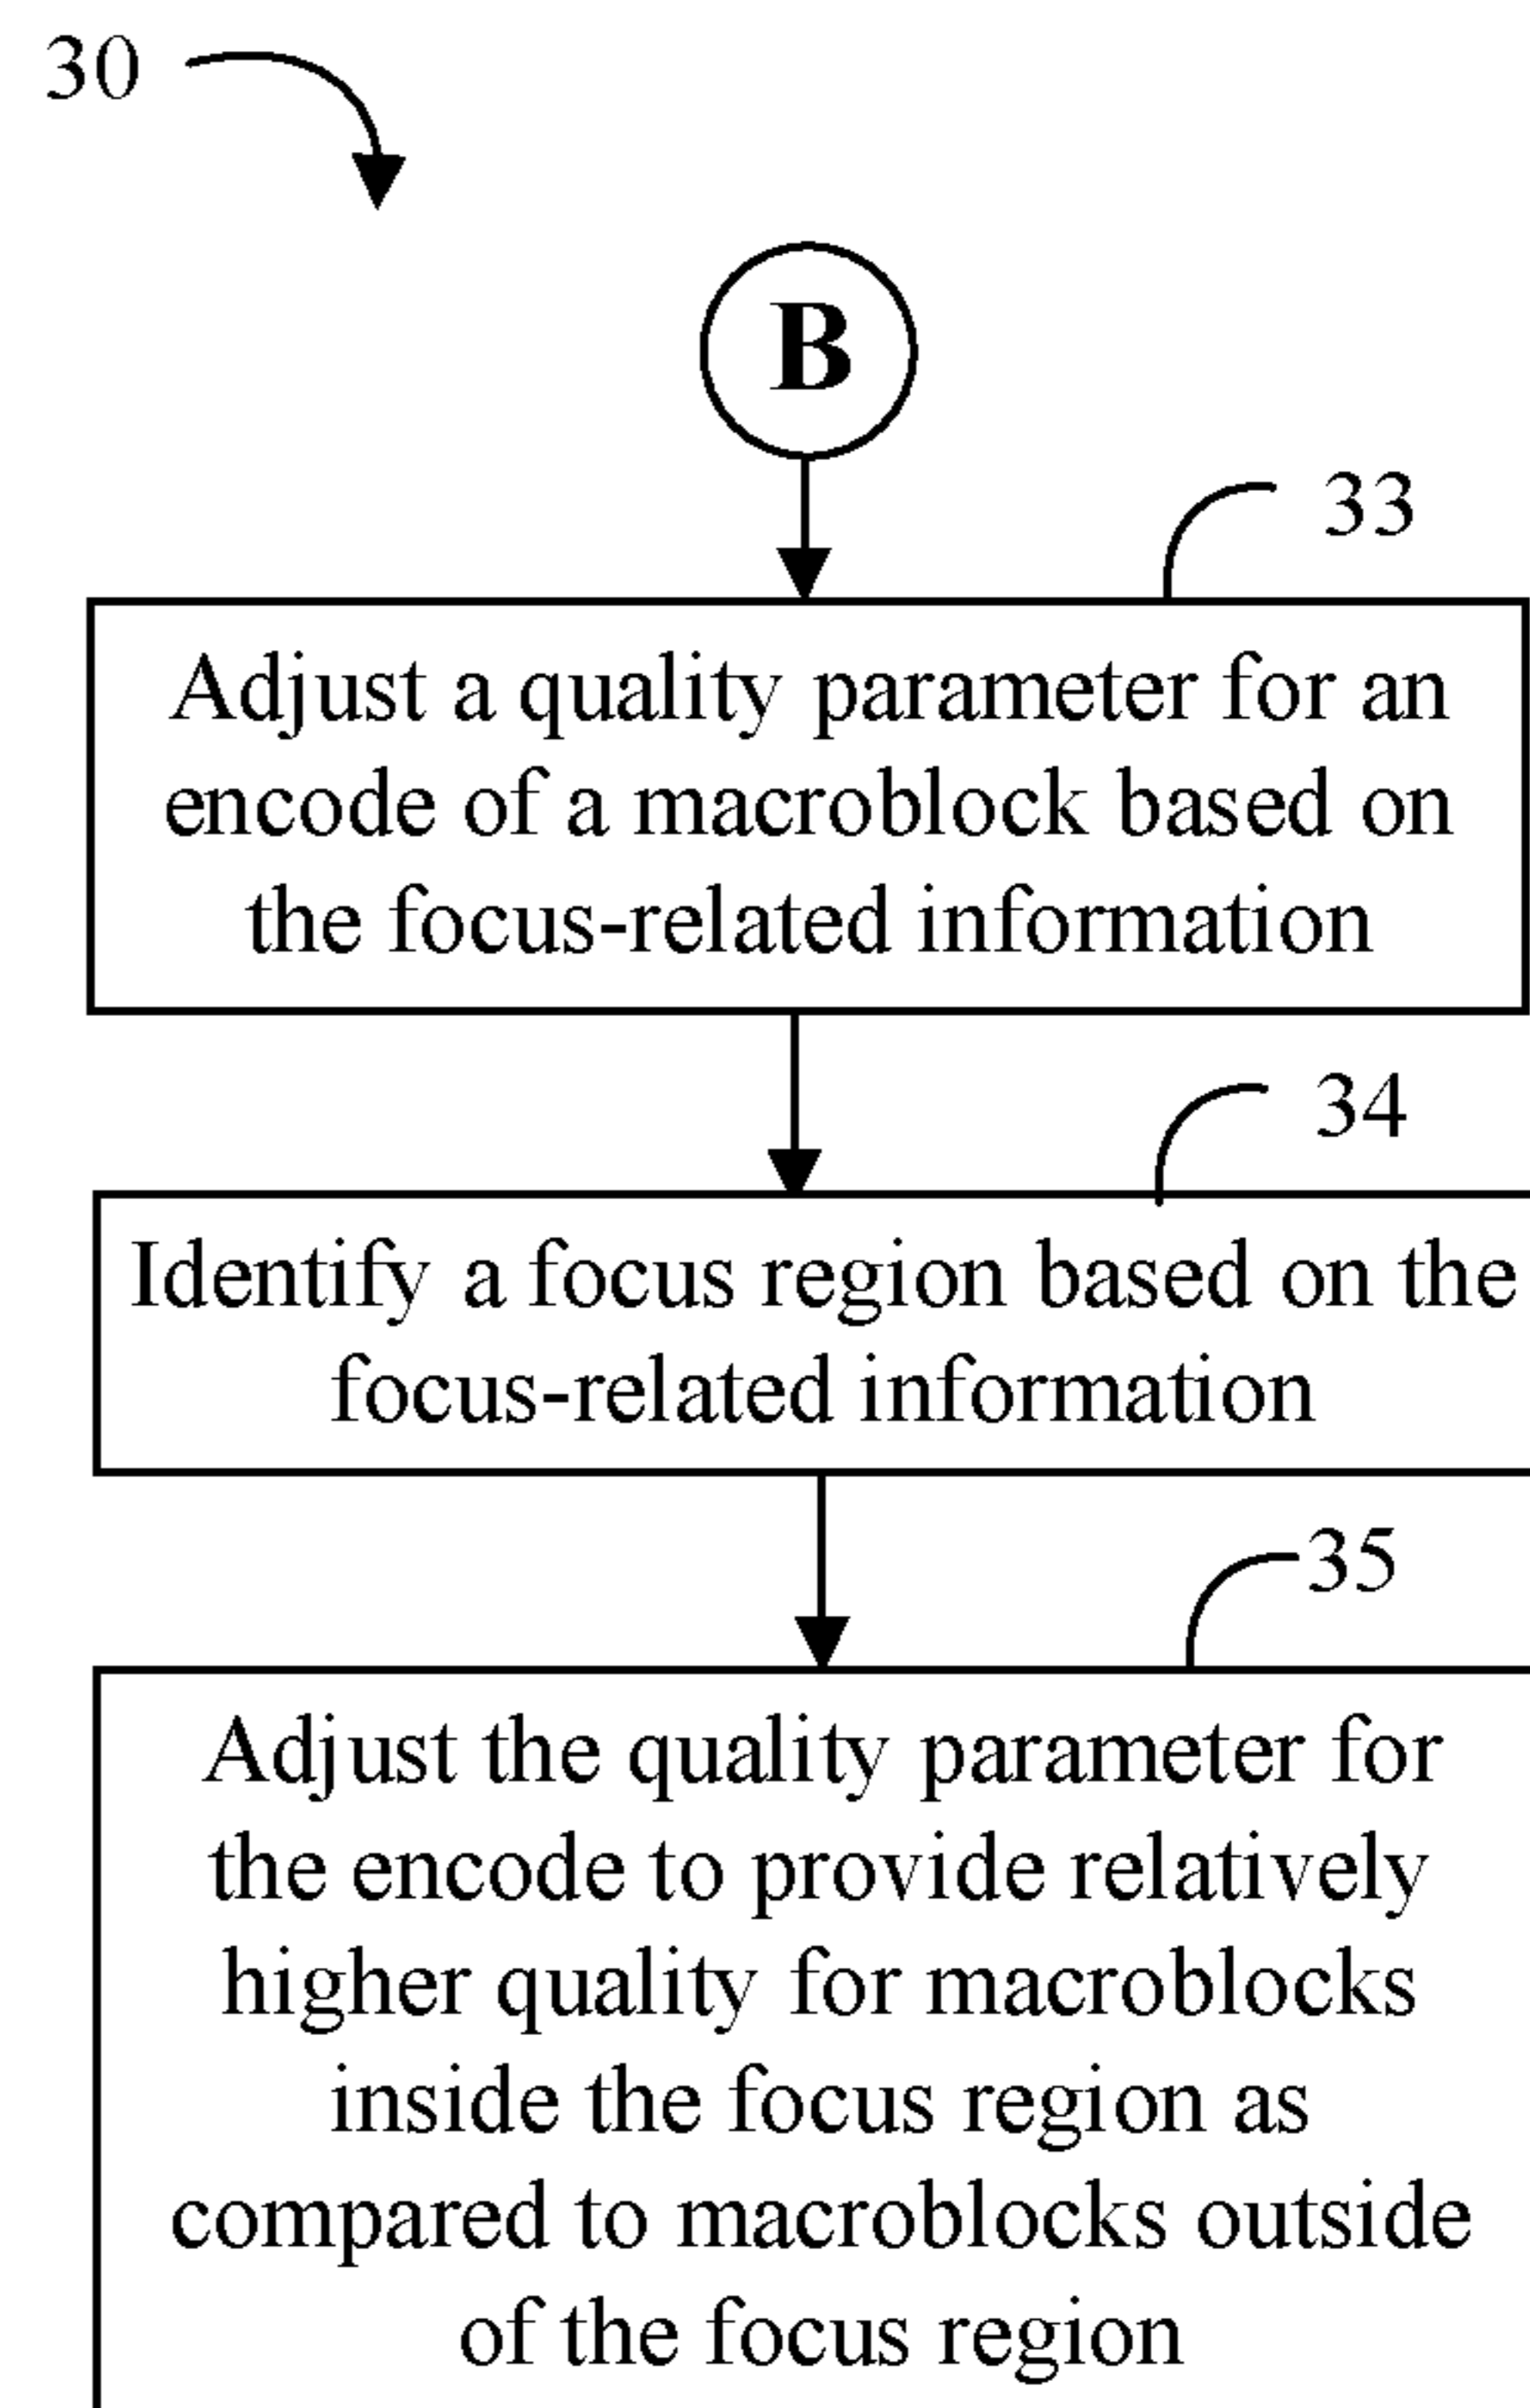 30
B
33
Adjust a quality parameter for an
encode of a macroblock based on
the focus-related information
34
Identify a focus region based on the
focus-related information
35
Adjust the quality parameter for
the encode to provide relatively
higher quality for macroblocks
inside the focus region as
compared to macroblocks outside
of the focus region